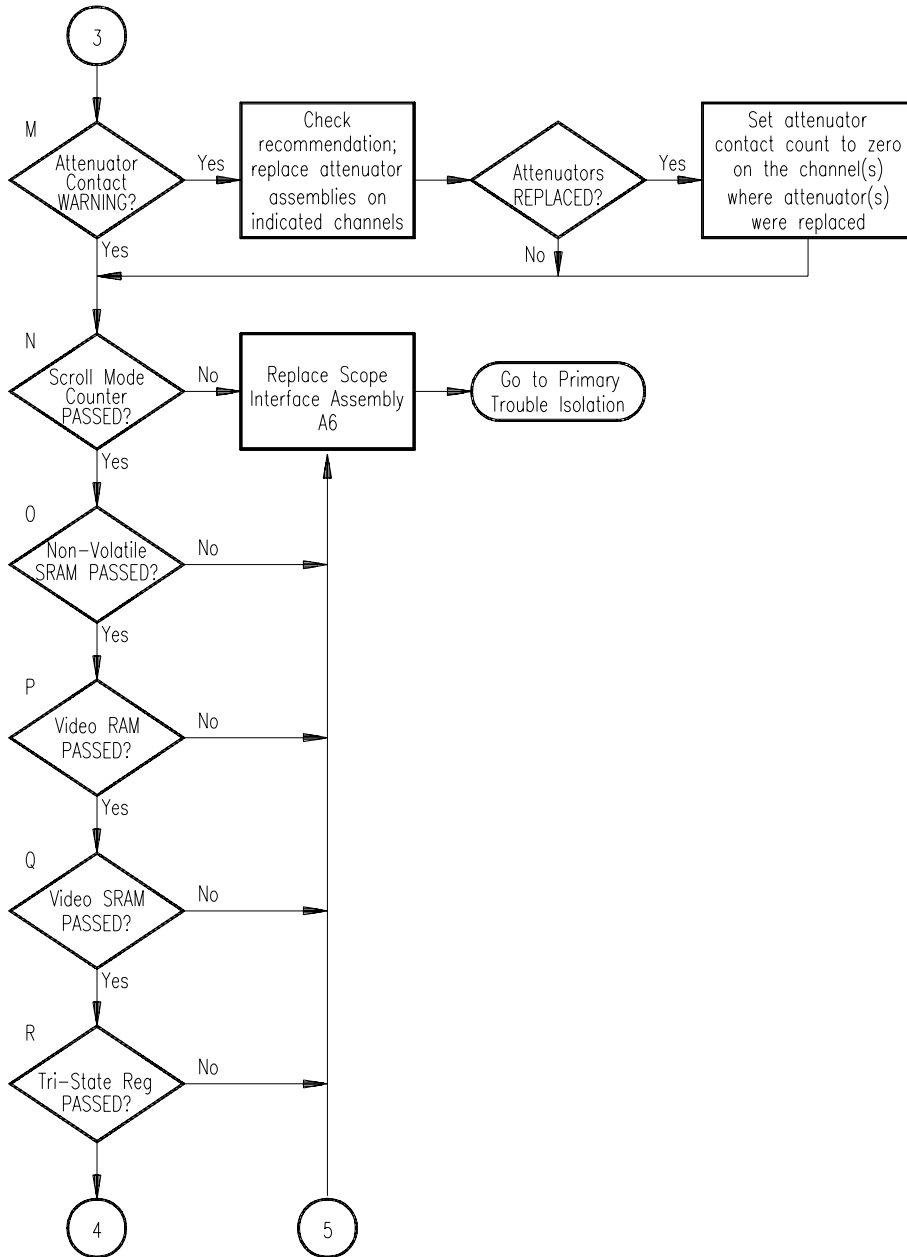 3
M
Attenuator
Contact
WARNING?
Yes
Yes
Check
recommendation;
replace attenuator
assemblies on
indicated channels
Attenuators
REPLACED?
Yes
No
Set attenuator
contact count to zero
on the channel(s)
where attenuator(s)
were replaced
N
Scroll Mode
Counter
PASSED?
No
Yes
Replace Scope
Interface Assembly
A6
Go to Primary
Trouble Isolation
O
Non-Volatile
SRAM PASSED?
No
Yes
P
Video RAM
PASSED?
No
Yes
Q
Video SRAM
PASSED?
No
Yes
R
Tri-State Reg
PASSED?
No
4
5